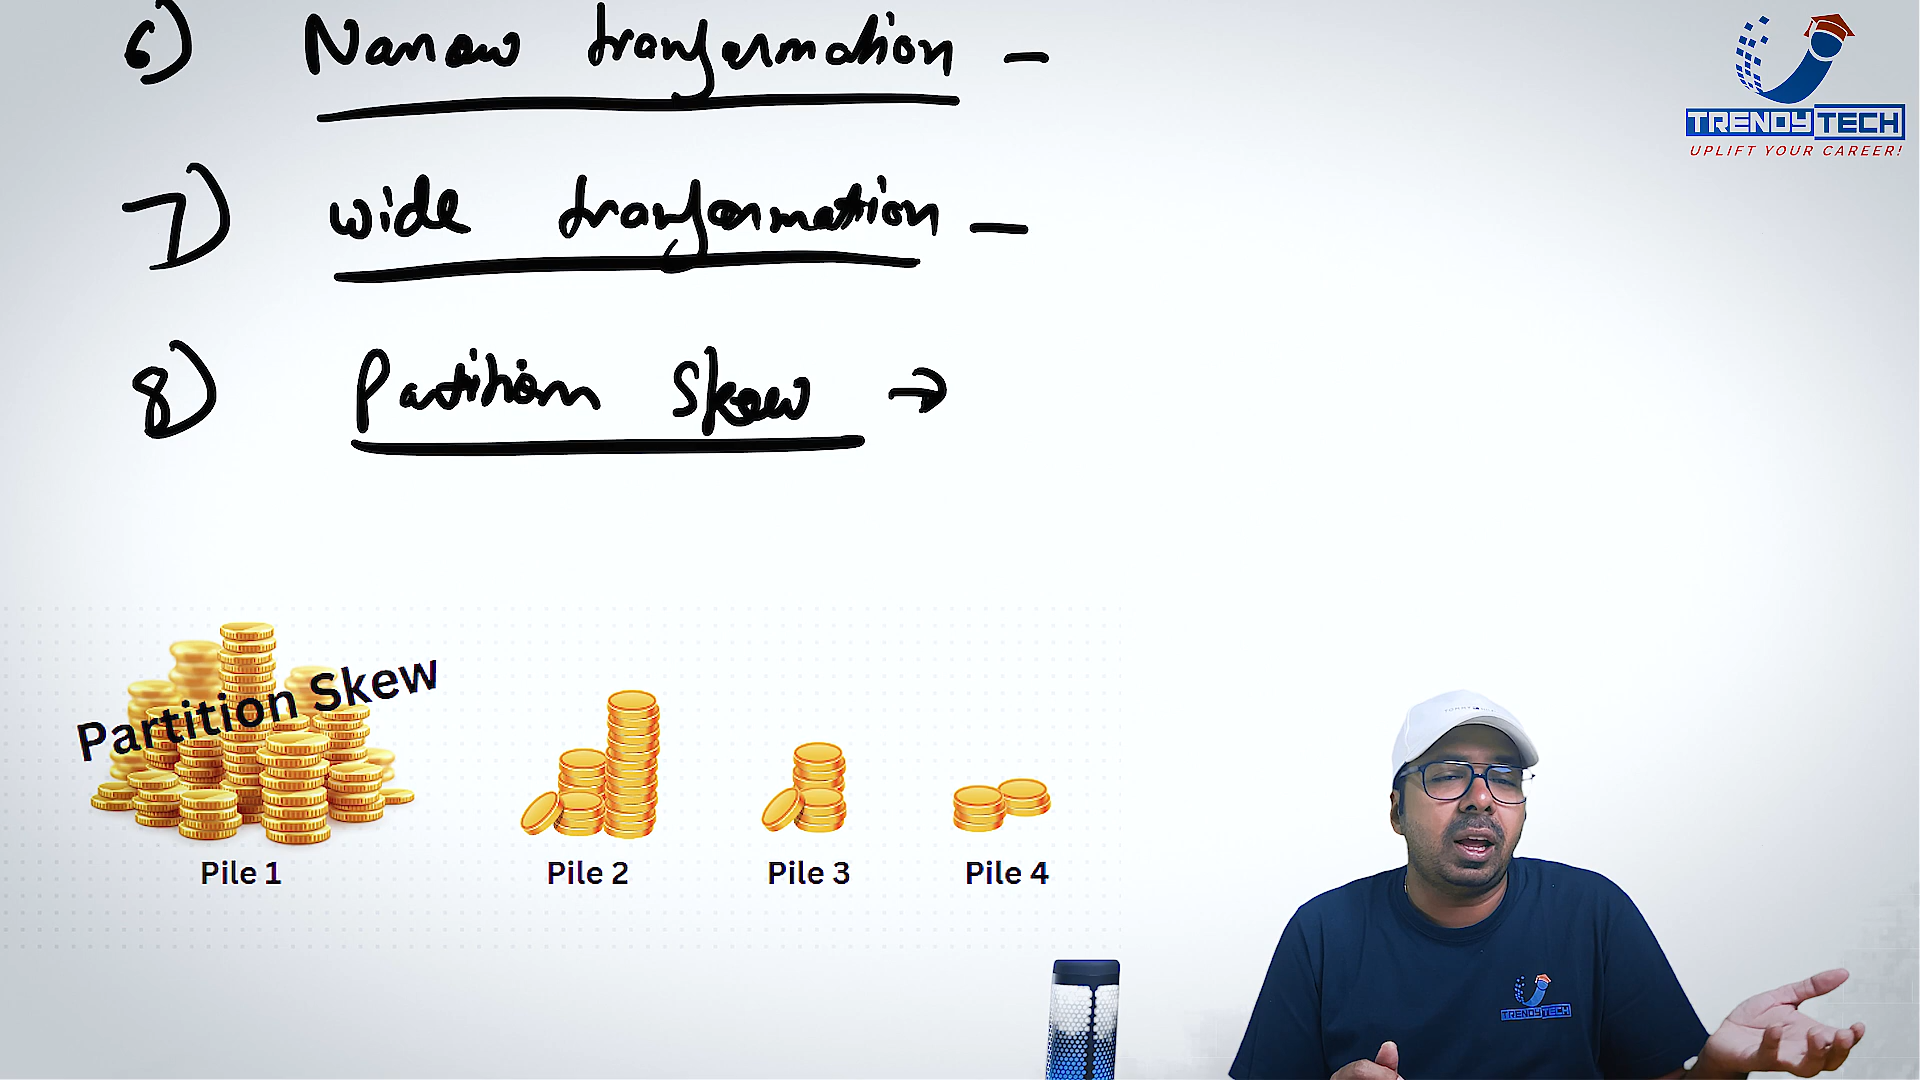 6) Narrow transformation -
7) wide transformation -
8) Partition Skew →
TRENDYTECH
UPLIFT YOUR CAREER!
Partition Skew
Pile 1 Pile 2 Pile 3 Pile 4
TRENDYTECH